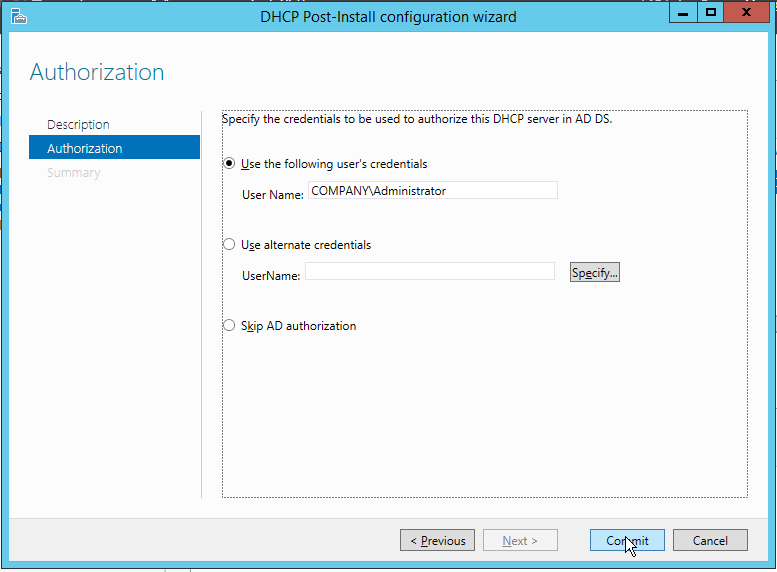 DHCP Post-Install configuration wizard
Authorization
Description
Authorization
Summary
Specify the credentials to be used to authorize this DHCP server in AD DS.
Use the following user's credentials
User Name: COMPANY\Administrator
Use alternate credentials
UserName:
Specify...
Skip AD authorization
< Previous
Next >
Commit
Cancel